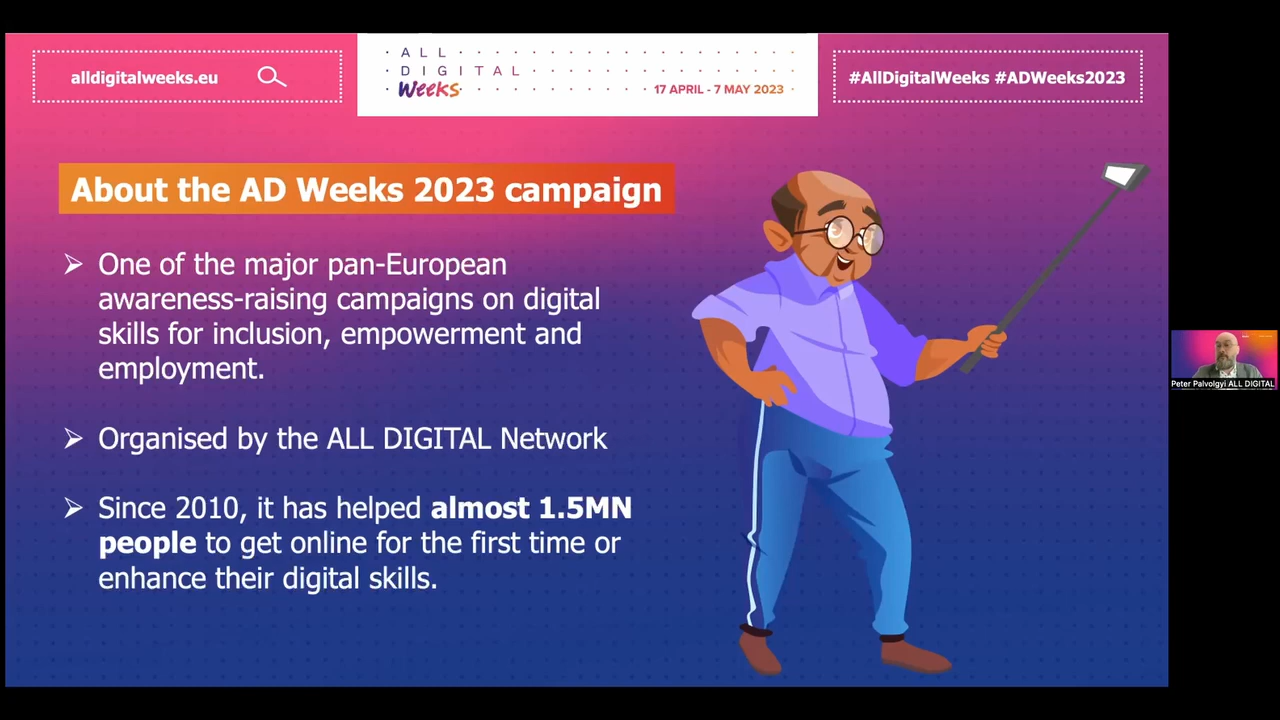 alldigitalweeks.eu
ALL
DIGITAL
Weeks
17 APRIL - 7 MAY 2023
#AllDigitalWeeks #ADWeeks2023
About the AD Weeks 2023 campaign
One of the major pan-European
awareness-raising campaigns on digital
skills for inclusion, empowerment and
employment.
Organised by the ALL DIGITAL Network
Since 2010, it has helped almost 1.5MN
people to get online for the first time or
enhance their digital skills.
Peter Palvolgyi ALL DIGITAL